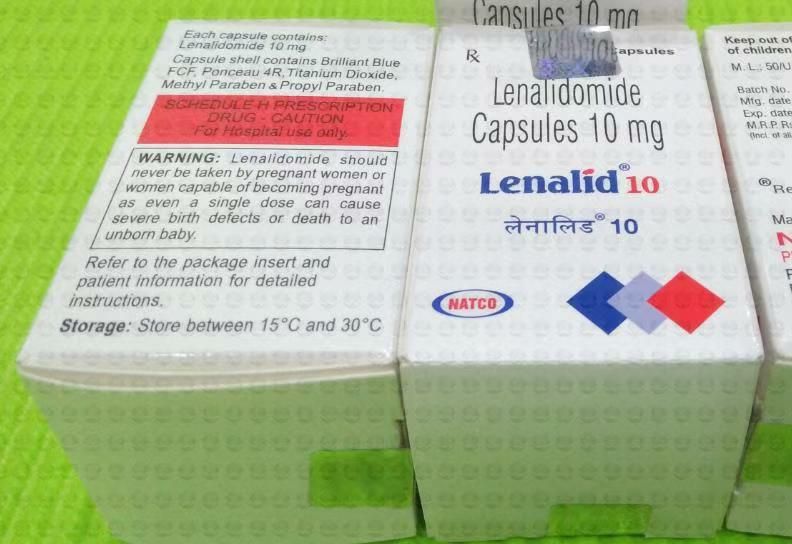 Each capsule contains:
Lenalidomide 10 mg
Capsule shell contains Brilliant Blue
FCF, Ponceau 4R, Titanium Dioxide,
Methyl Paraben & Propyl Paraben.
SCHEDULE H PRESCRIPTION
DRUG - CAUTION
For Hospital use only.
WARNING: Lenalidomide should
never be taken by pregnant women or
women capable of becoming pregnant
as even a single dose can cause
severe birth defects or death to an
unborn baby.
Refer to the package insert and
patient information for detailed
instructions.
Storage: Store between 15°C and 30°C
Capsules 10 mg
℞
Capsules
Lenalidomide
Capsules 10 mg
Lenalid® 10
लेनालिड® 10
NATCO
Keep out of
of children
M. L.: 50/U
Batch No.
Mfg. date
Exp. date
M.R.P. Rs
(Incl. of all
® Re